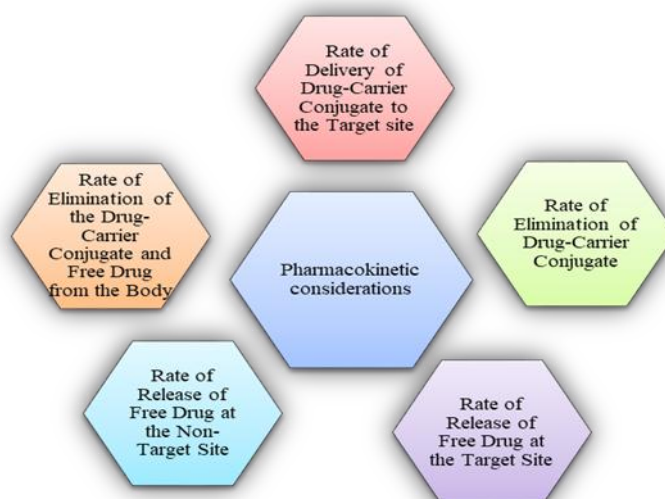 Rate of
Delivery of
Drug-Carrier
Conjugate to
the Target site
Rate of
Elimination of
the Drug-
Carrier
Conjugate and
Free Drug
from the Body
Pharmacokinetic
considerations
Rate of
Elimination of
Drug-Carrier
Conjugate
Rate of
Release of
Free Drug at
the Non-
Target Site
Rate of
Release of
Free Drug at
the Target Site